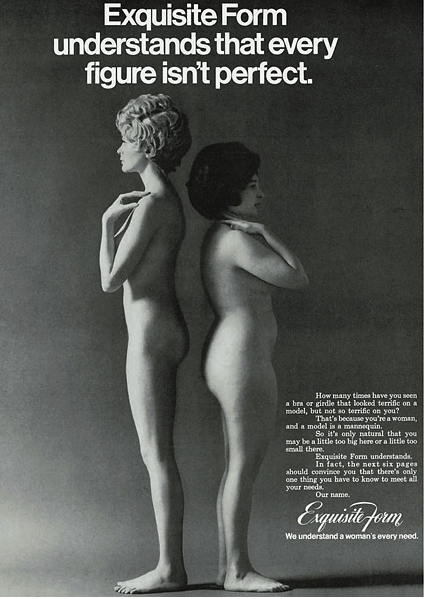 Exquisite Form
understands that every
figure isn't perfect.
How many times have you seen
a bra or girdle that looked terrific on a
model, but not so terrific on you?
That's because you're a woman,
and a model is a mannequin.
So it's only natural that you
may be a little too big here or a little too
small there.
Exquisite Form understands.
In fact, the next six pages
should convince you that there's only
one thing you have to know to meet all
your needs.
Our name.
Exquisite Form
We understand a woman's every need.